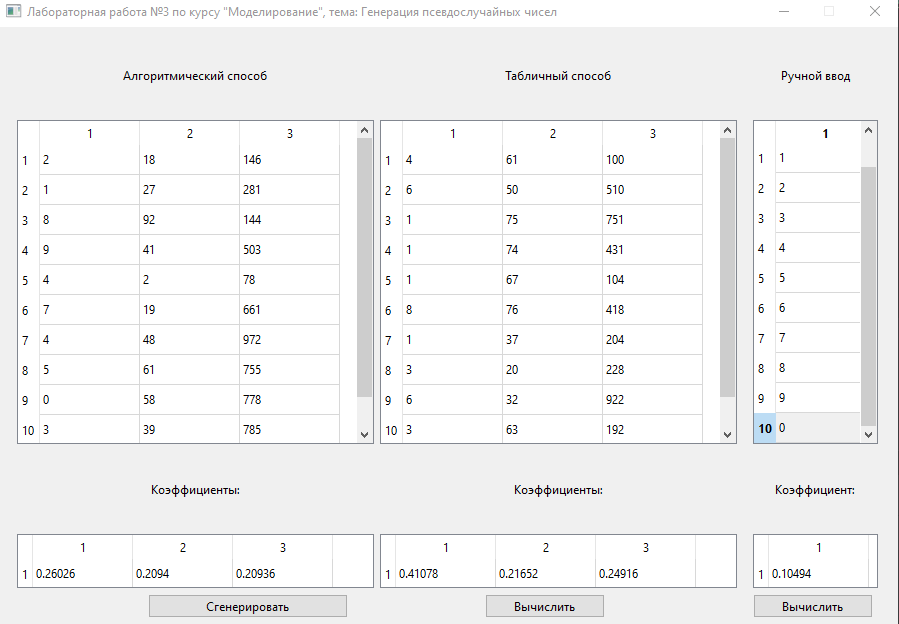 Лабораторная работа №3 по курсу "Моделирование", тема: Генерация псевдослучайных чисел
Алгоритмический способ
Табличный способ
Ручной ввод
1 2 3
1 2 18 146
2 1 27 281
3 8 92 144
4 9 41 503
5 4 2 78
6 7 19 661
7 4 48 972
8 5 61 755
9 0 58 778
10 3 39 785
1 2 3
1 4 61 100
2 6 50 510
3 1 75 751
4 1 74 431
5 1 67 104
6 8 76 418
7 1 37 204
8 3 20 228
9 6 32 922
10 3 63 192
1
1 1
2 2
3 3
4 4
5 5
6 6
7 7
8 8
9 9
10 0
Коэффициенты:
Коэффициенты:
Коэффициент:
1 2 3
1 0.26026 0.2094 0.20936
1 2 3
1 0.41078 0.21652 0.24916
1
1 0.10494
Сгенерировать
Вычислить
Вычислить